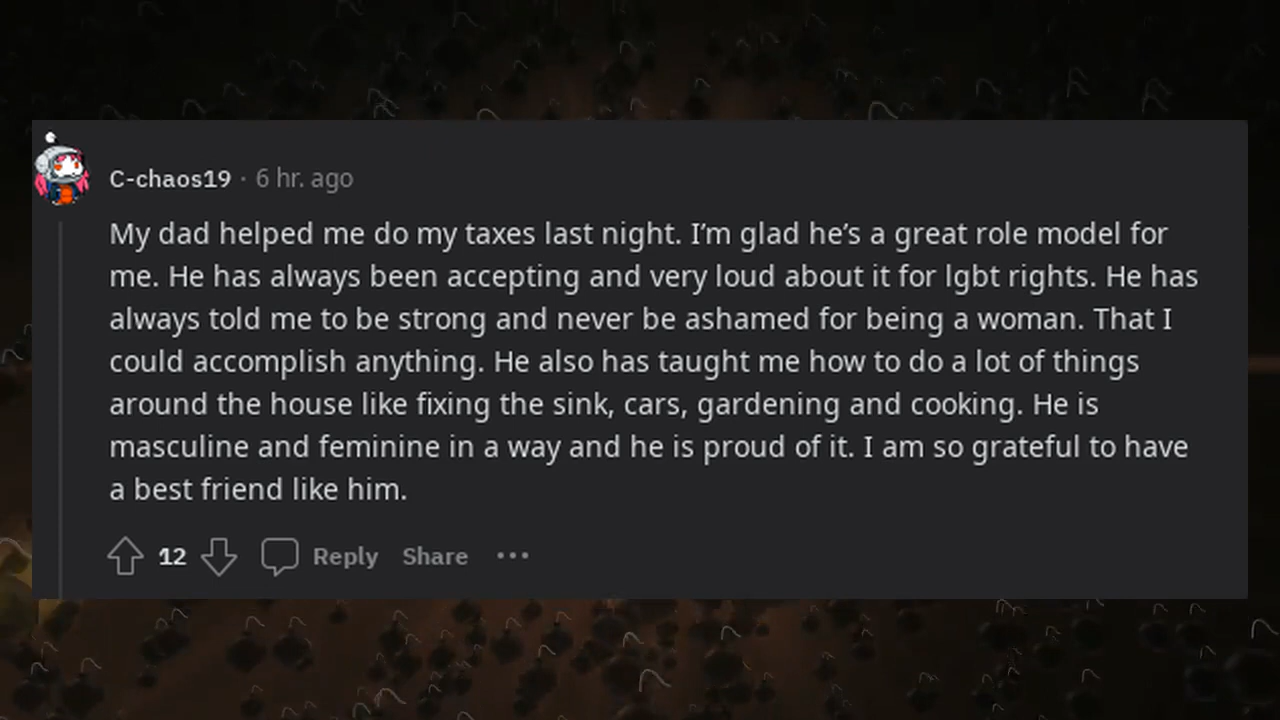 C-chaos19 · 6 hr. ago
My dad helped me do my taxes last night. I’m glad he’s a great role model for
me. He has always been accepting and very loud about it for lgbt rights. He has
always told me to be strong and never be ashamed for being a woman. That I
could accomplish anything. He also has taught me how to do a lot of things
around the house like fixing the sink, cars, gardening and cooking. He is
masculine and feminine in a way and he is proud of it. I am so grateful to have
a best friend like him.
12 Reply Share •••